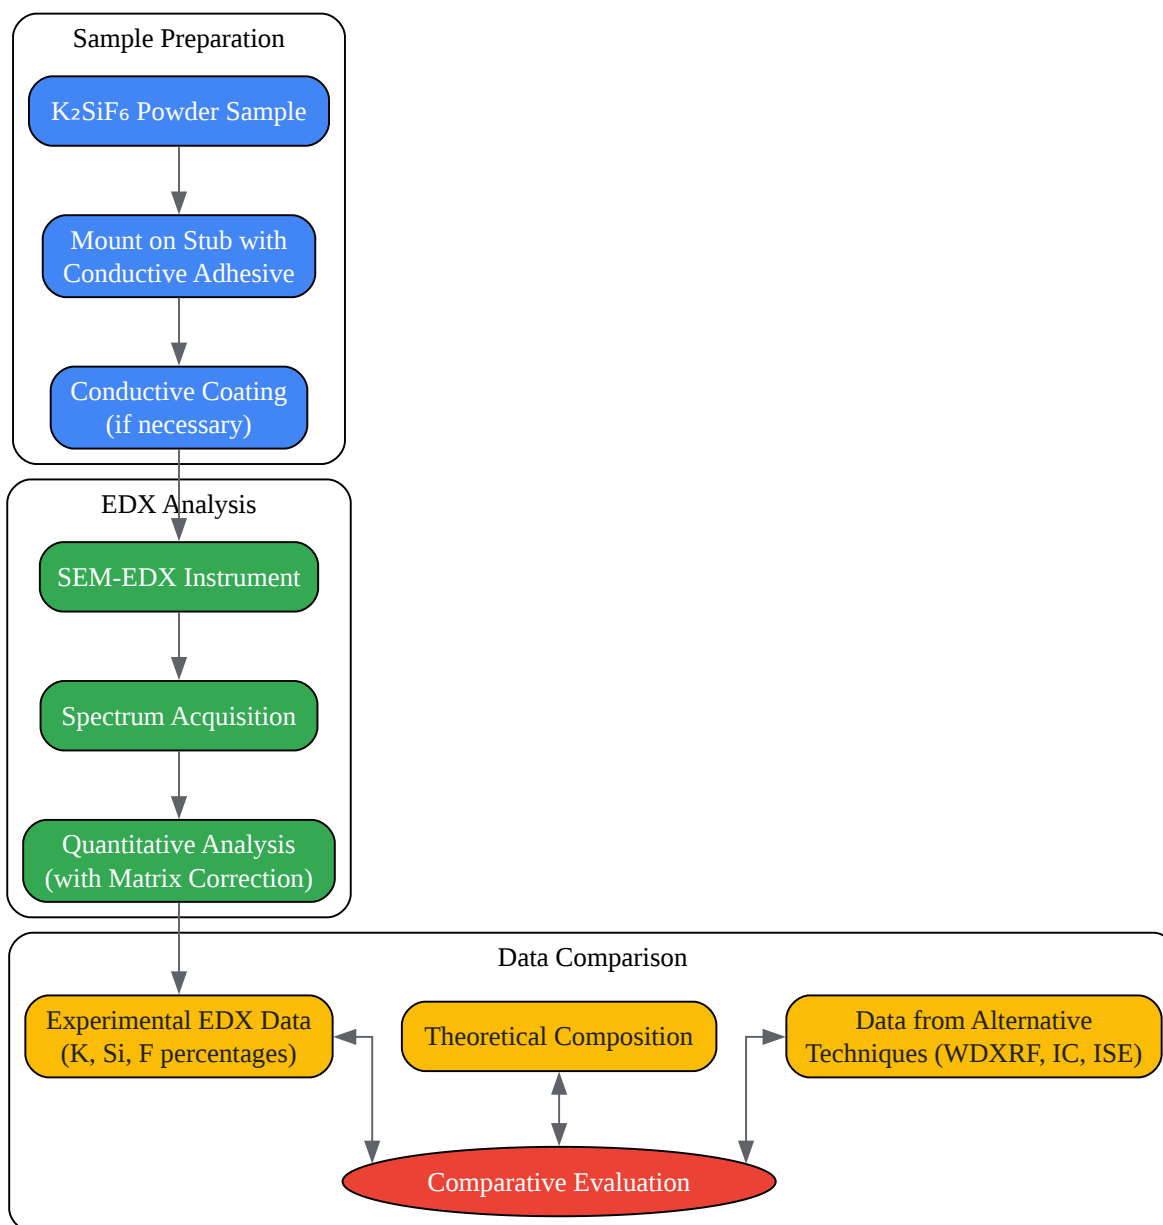 Sample Preparation
K₂SiF₆ Powder Sample
Mount on Stub with
Conductive Adhesive
Conductive Coating
(if necessary)
EDX Analysis
SEM-EDX Instrument
Spectrum Acquisition
Quantitative Analysis
(with Matrix Correction)
Data Comparison
Experimental EDX Data
(K, Si, F percentages)
Theoretical Composition
Data from Alternative
Techniques (WDXRF, IC, ISE)
Comparative Evaluation